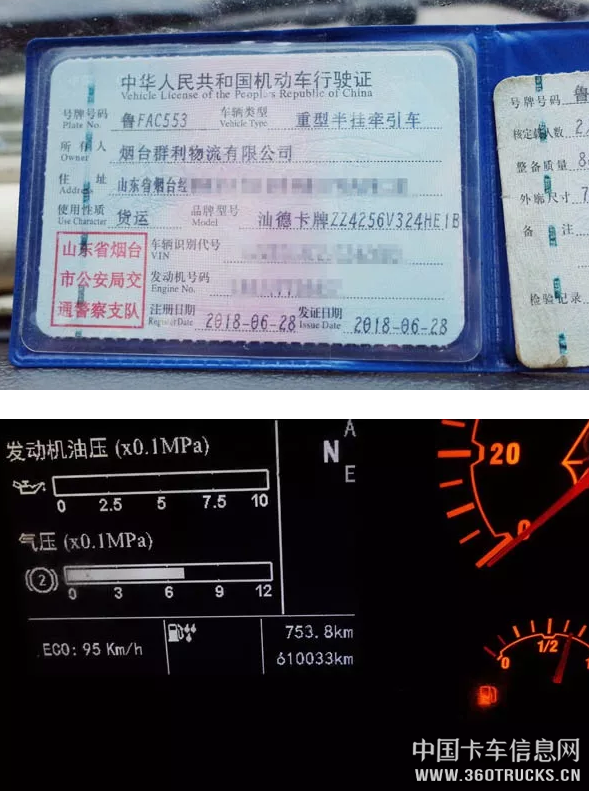 中华人民共和国机动车行驶证
Vehicle License of the People's Republic of China
号牌号码 鲁FAC553 车辆类型 重型半挂牵引车
Plate No. Vehicle Type
所有人 烟台群利物流有限公司
Owner
住址 山东省烟台
Address
使用性质 货运 品牌型号 汕德卡牌ZZ4256V324HE1B
Use Character Model
山东省烟台
市公安局交
通警察支队
车辆识别代号
VIN
发动机号码
Engine No.
注册日期 2018-06-28 发证日期 2018-06-28
Register Date Issue Date
号牌号码 鲁
核定载人数 2
整备质量 8
外廓尺寸 7
备注
检验记录
发动机油压 (x0.1MPa)
0 2.5 5 7.5 10
气压 (x0.1MPa)
2
0 3 6 9 12
N
A
E
ECO: 95 Km/h
753.8km
610033km
20
0
0 1/2 1
中国卡车信息网
WWW.360TRUCKS.CN